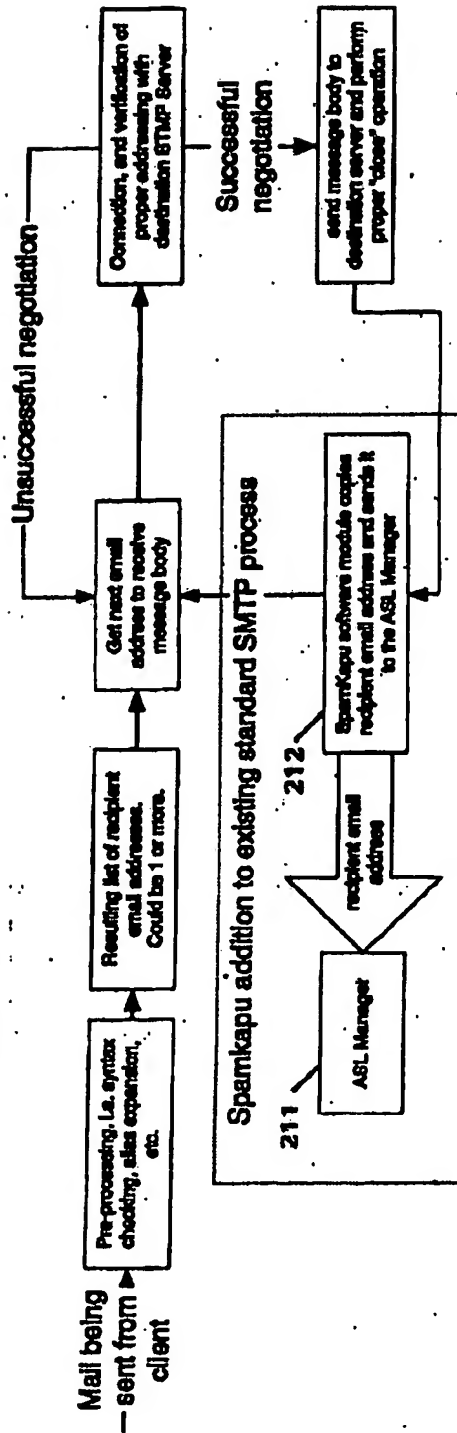 Mail being
sent from
client
Pre-processing, i.e. syntax
checking, alias expansion,
etc.
Resulting list of recipient
email addresses.
Could be 1 or more.
Get next email
address to receive
message body
Unsuccessful negotiation
Connection, and verification of
proper addressing with
destination STMP Server
Successful
negotiation
send message body to
destination server and perform
proper "close" operation
Spamkapu addition to existing standard SMTP process
212
SpamKapu software module copies
recipient email address and sends it
to the ASL Manager
recipient email
address
211
ASL Manager